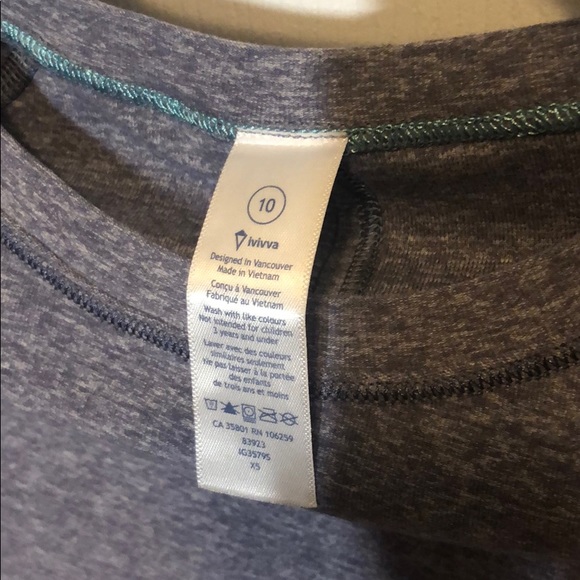 10
ivivva
Designed in Vancouver
Made in Vietnam
Conçu à Vancouver
Fabriqué au Vietnam
Wash with like colours
Not intended for children
3 years and under
Laver avec des couleurs
similaires seulement
Ne pas laisser à la portée
des enfants
de trois ans et moins
CA 35801 RN 106259
83923
IG35795
XS